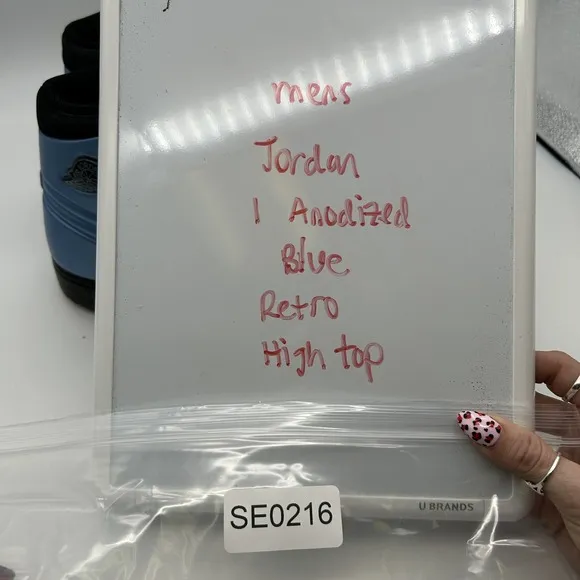 mens
Jordan
1 Anodized
Blue
Retro
High top
U BRANDS
SE0216